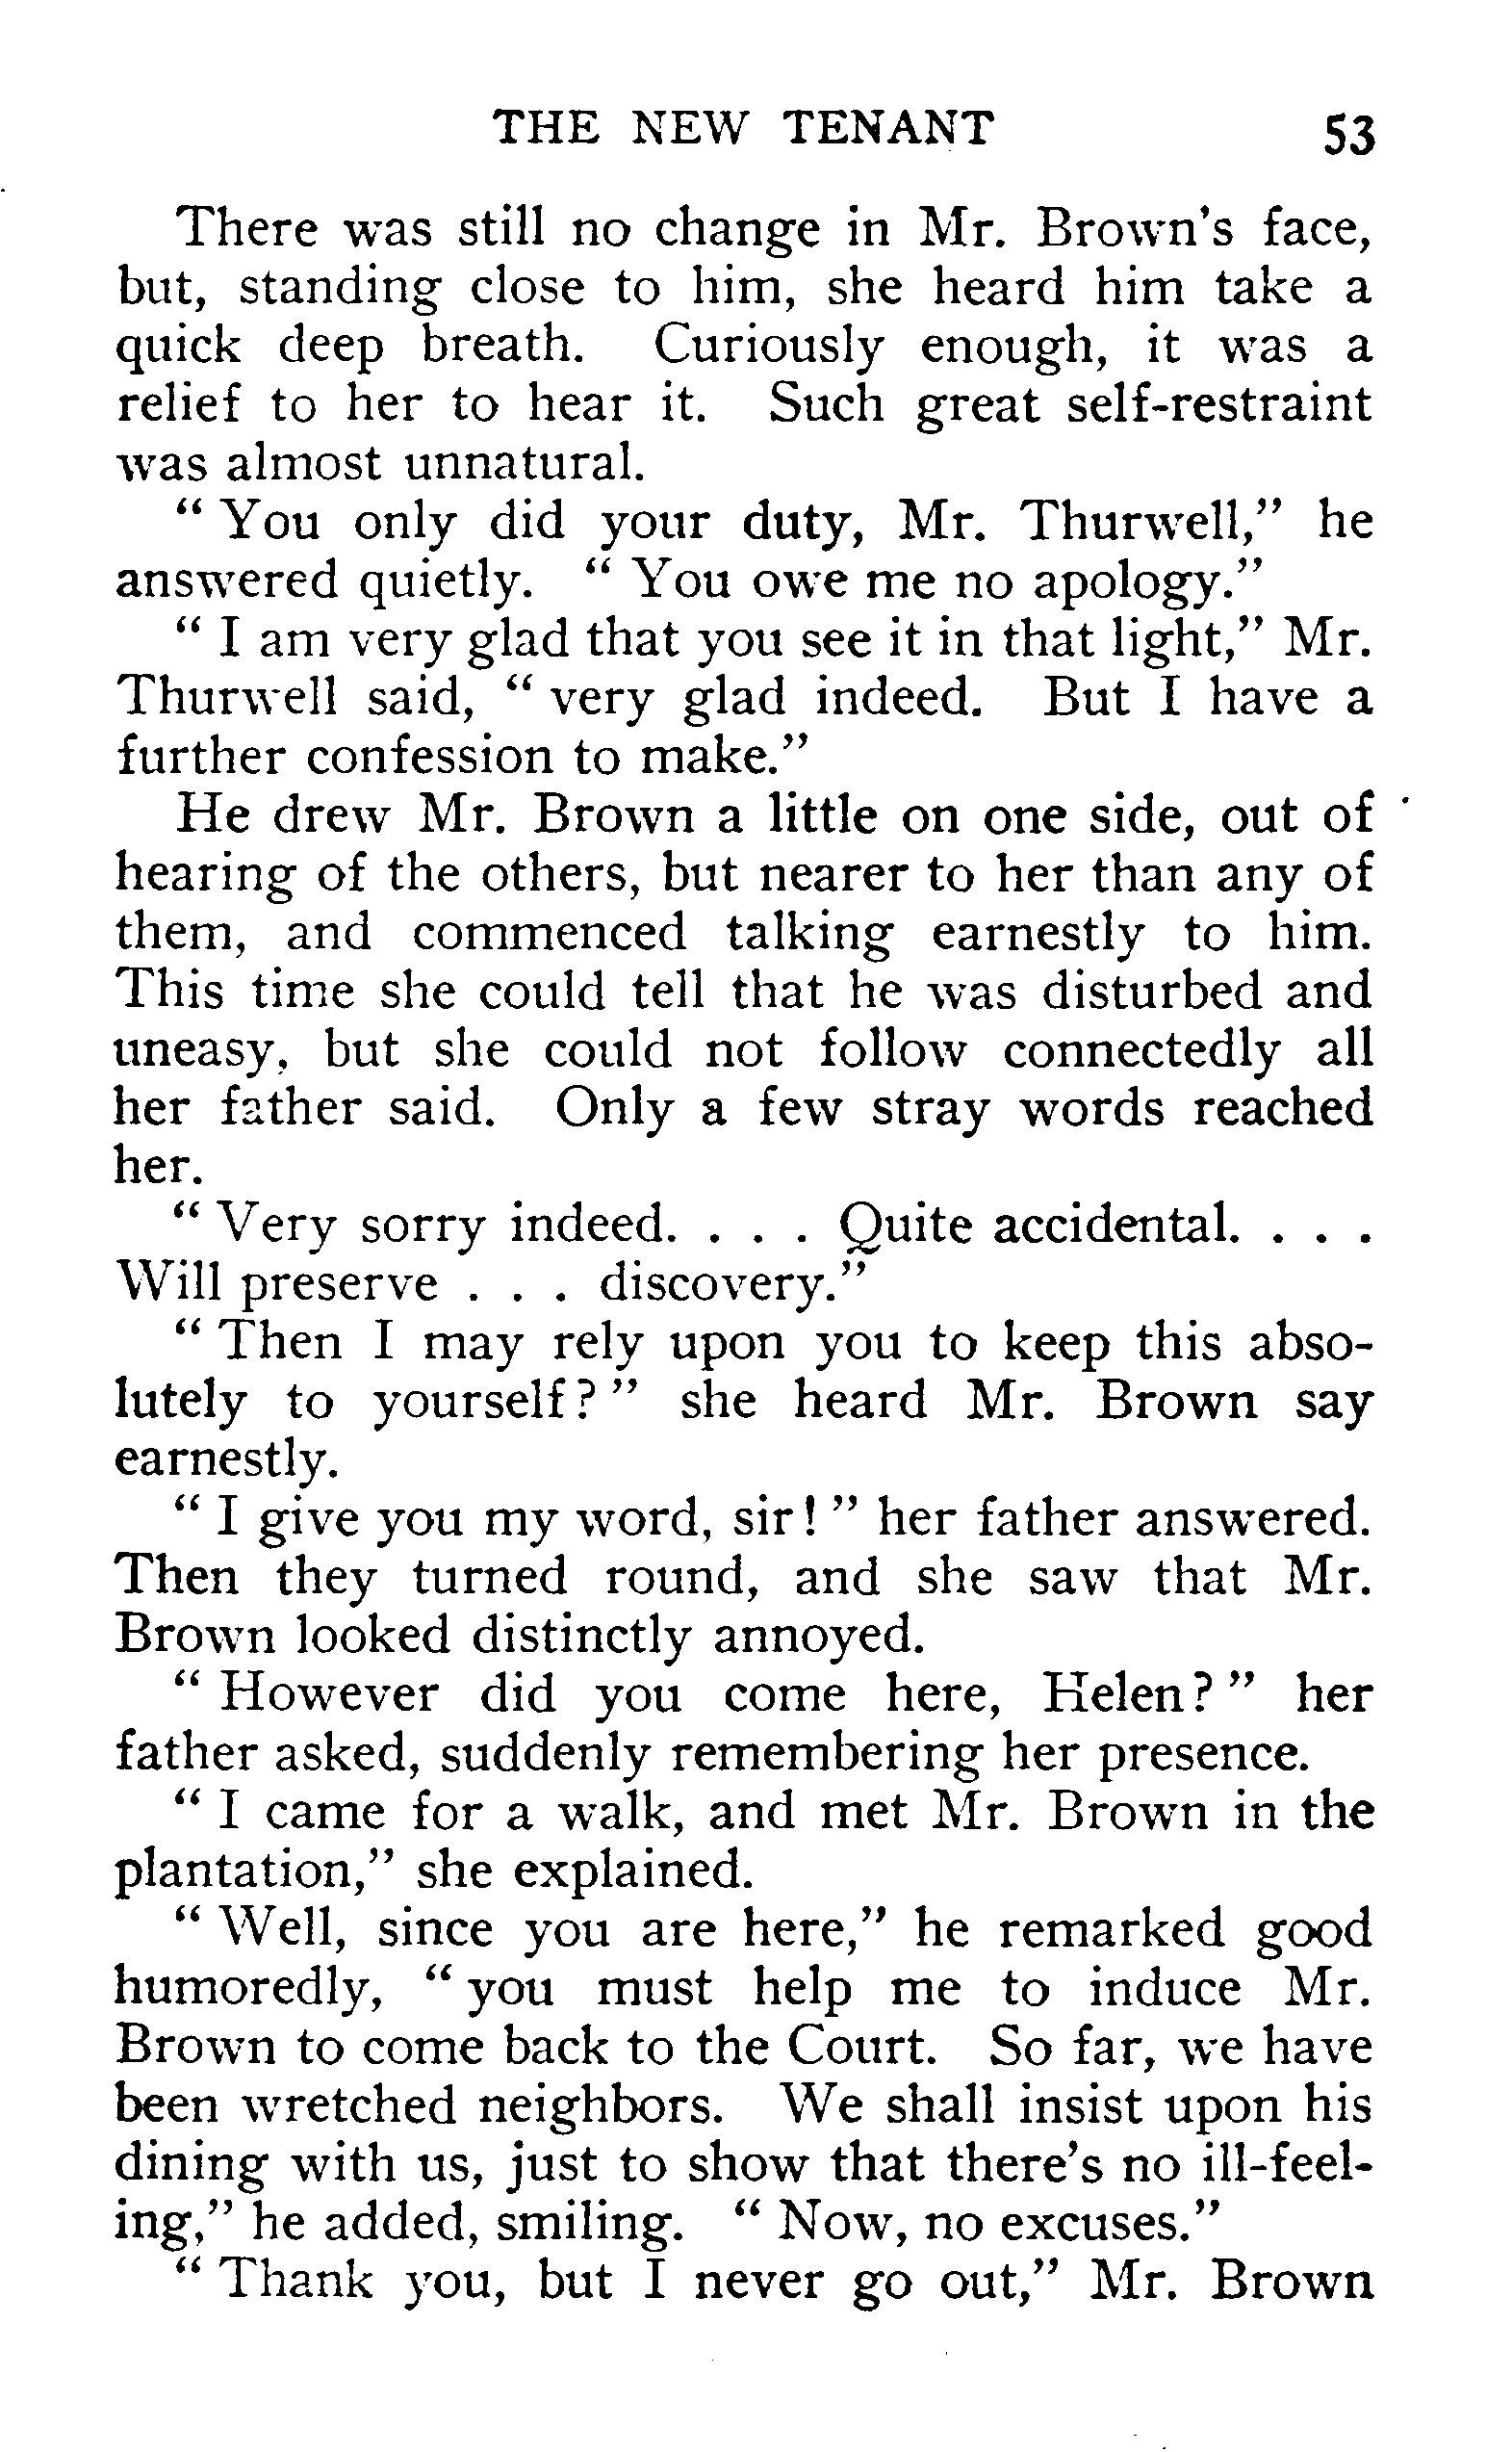 THE NEW TENANT 53
There was still no change in Mr. Brown's face,
but, standing close to him, she heard him take a
quick deep breath. Curiously enough, it was a
relief to her to hear it. Such great self-restraint
was almost unnatural.
" You only did your duty, Mr. Thurwell," he
answered quietly. " You owe me no apology."
" I am very glad that you see it in that light," Mr.
Thurwell said, " very glad indeed. But I have a
further confession to make."
He drew Mr. Brown a little on one side, out of
hearing of the others, but nearer to her than any of
them, and commenced talking earnestly to him.
This time she could tell that he was disturbed and
uneasy, but she could not follow connectedly all
her father said. Only a few stray words reached
her.
" Very sorry indeed. . . . Quite accidental. . . .
Will preserve . . . discovery."
" Then I may rely upon you to keep this abso-
lutely to yourself? " she heard Mr. Brown say
earnestly.
" I give you my word, sir! " her father answered.
Then they turned round, and she saw that Mr.
Brown looked distinctly annoyed.
" However did you come here, Helen? " her
father asked, suddenly remembering her presence.
" I came for a walk, and met Mr. Brown in the
plantation," she explained.
" Well, since you are here," he remarked good
humoredly, " you must help me to induce Mr.
Brown to come back to the Court. So far, we have
been wretched neighbors. We shall insist upon his
dining with us, just to show that there's no ill-feel-
ing," he added, smiling. " Now, no excuses."
" Thank you, but I never go out," Mr. Brown